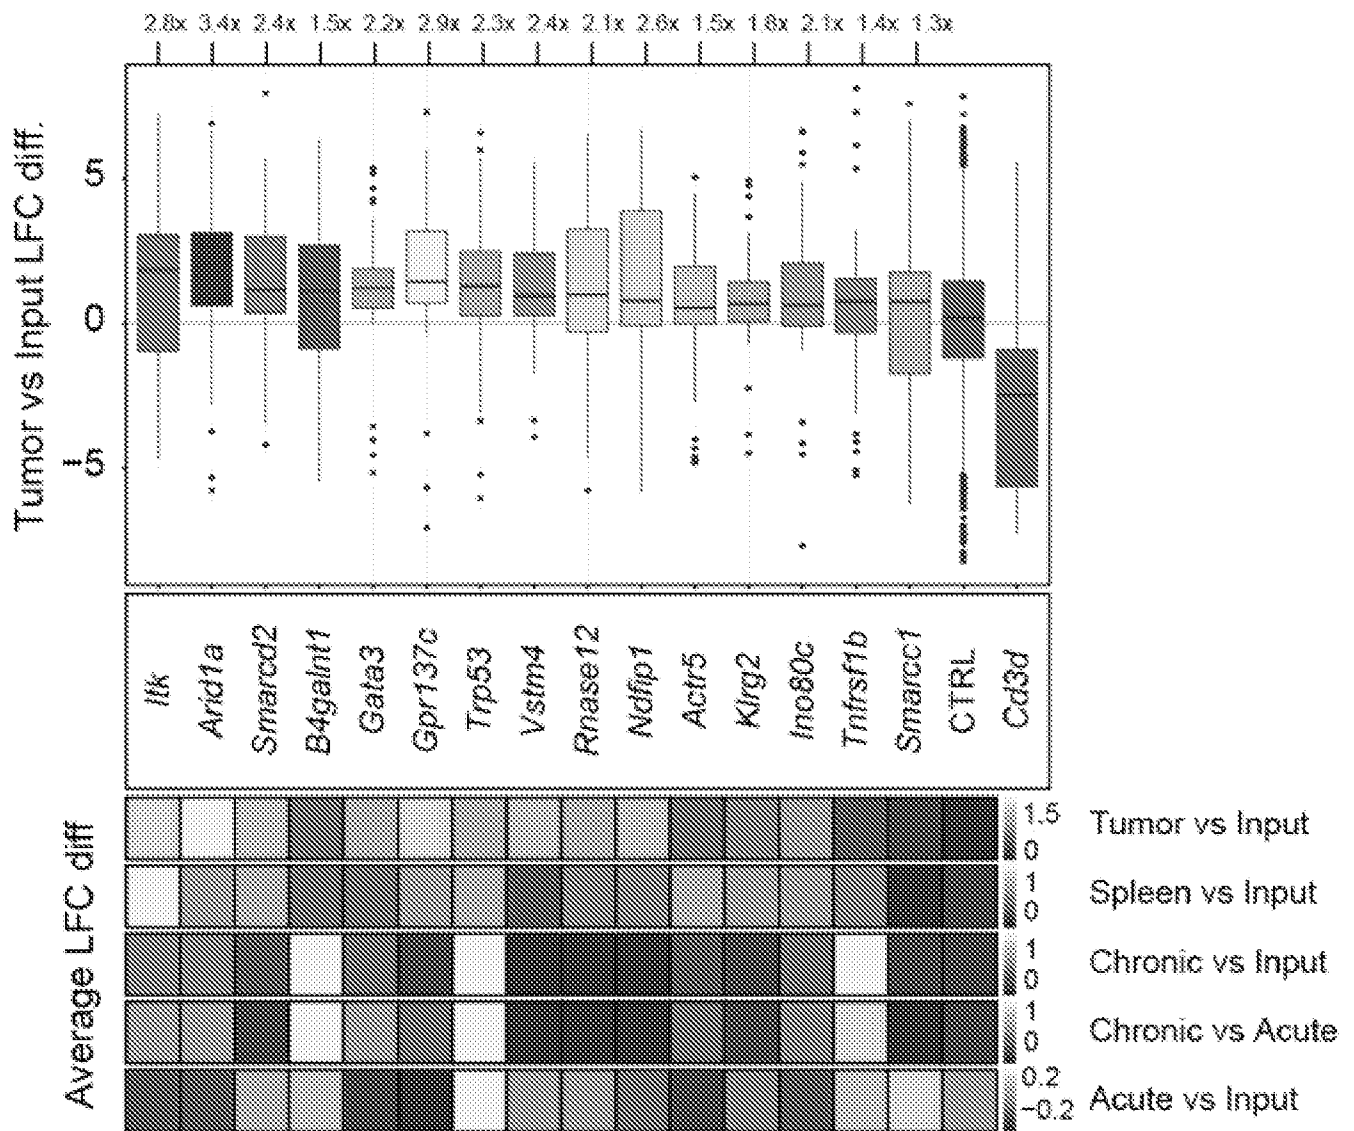 2.8x 3.4x 2.4x 1.5x 2.2x 2.9x 2.3x 2.4x 2.1x 2.6x 1.5x 1.8x 2.1x 1.4x 1.3x
Tumor vs Input LFC diff.
5
0
-5
Itk Arid1a Smarcd2 B4galnt1 Gata3 Gpr137c Trp53 Vstm4 Rnase12 Ndfip1 Actr5 Klrg2 Ino80c Tnfrsf1b Smarcc1 CTRL Cd3d
Average LFC diff
1.5
0
Tumor vs Input
1
0
Spleen vs Input
1
0
Chronic vs Input
1
0
Chronic vs Acute
0.2
−0.2
Acute vs Input